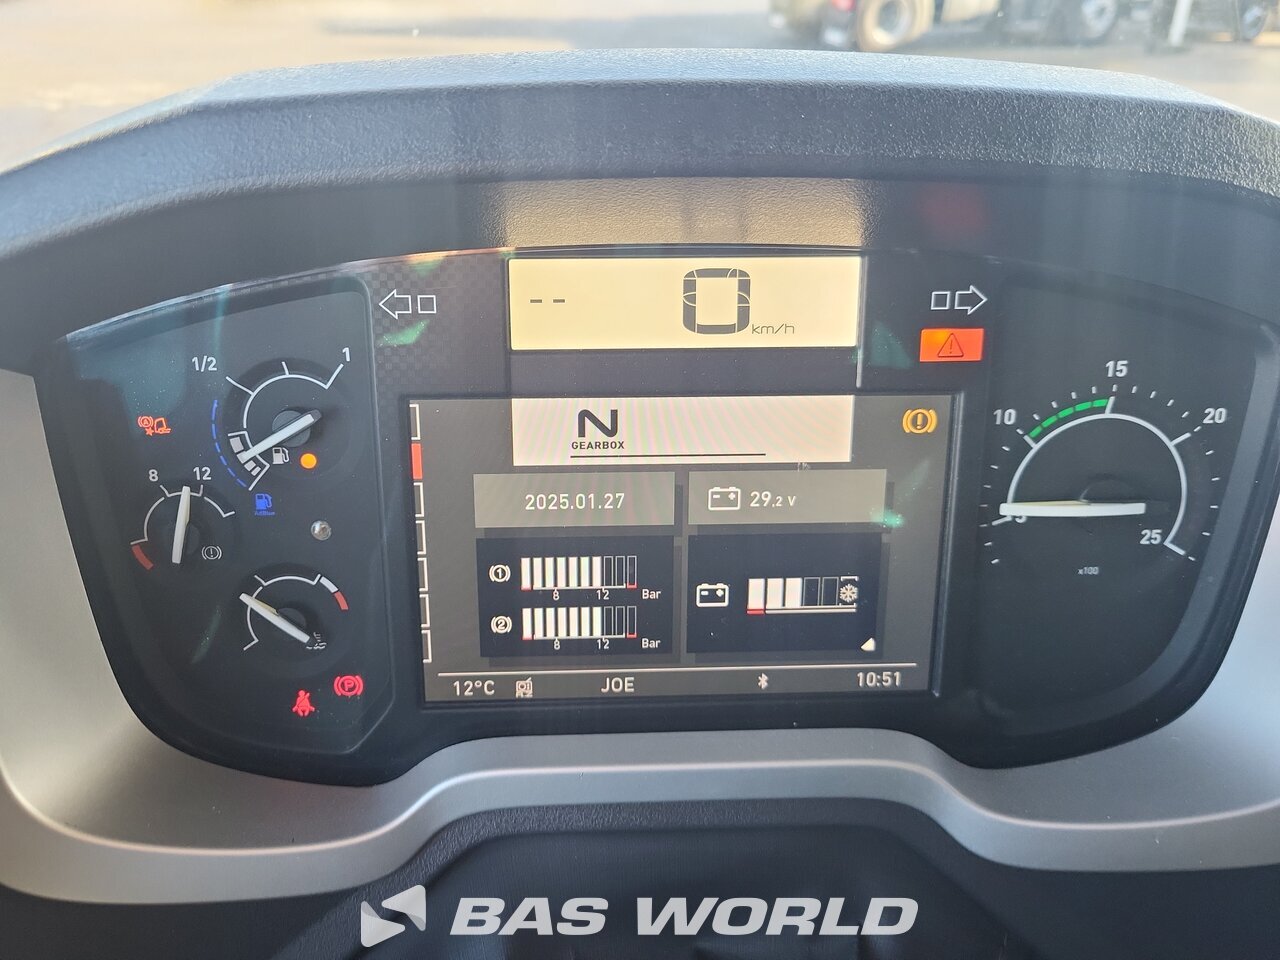 -- 0 km/h
1/2
1
8
12
AdBlue
N
GEARBOX
2025.01.27
29.2 V
1
8 12 Bar
2
8 12 Bar
12°C JOE 10:51
P
5
10
15
20
25
x100
BAS WORLD